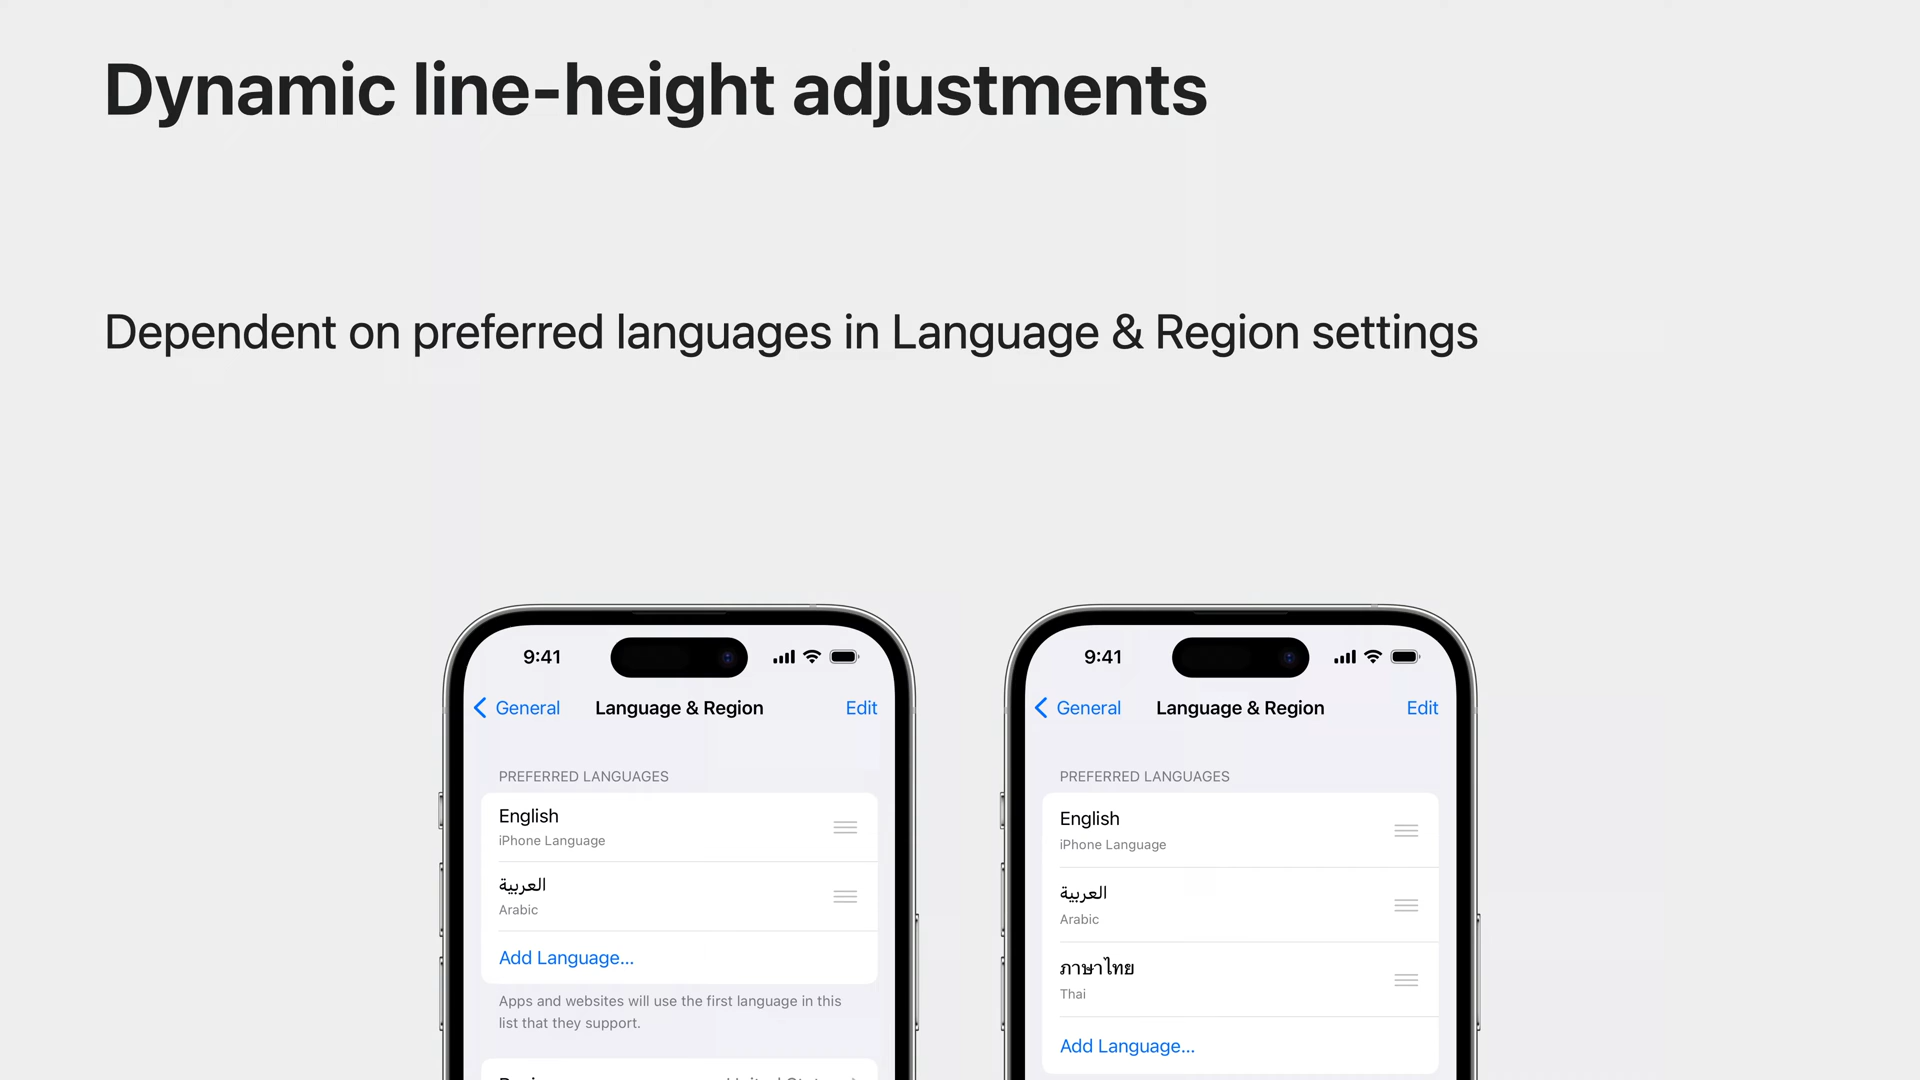 Dynamic line-height adjustments
Dependent on preferred languages in Language & Region settings
9:41
General
Language & Region
Edit
PREFERRED LANGUAGES
English
iPhone Language
العربية
Arabic
Add Language...
Apps and websites will use the first language in this
list that they support.
9:41
General
Language & Region
Edit
PREFERRED LANGUAGES
English
iPhone Language
العربية
Arabic
ภาษาไทย
Thai
Add Language...